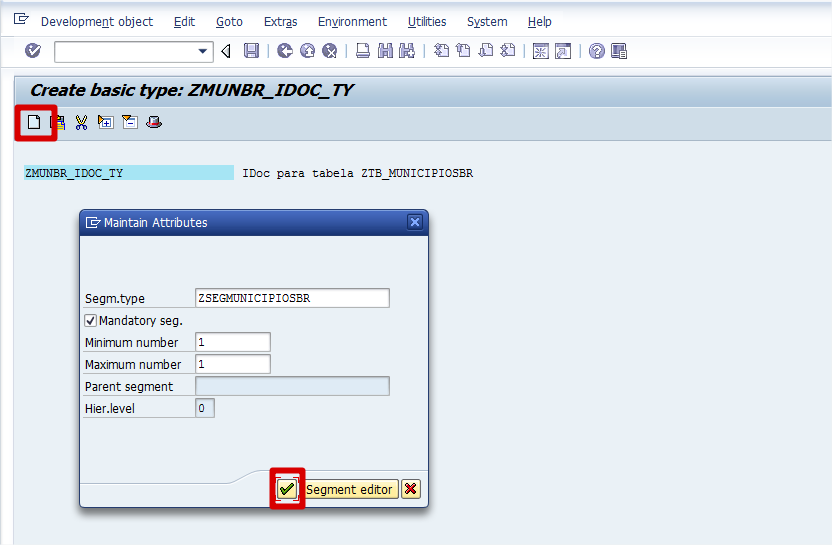 Development object Edit Goto Extras Environment Utilities System Help
Create basic type: ZMUNBR_IDOC_TY
ZMUNBR_IDOC_TY IDoc para tabela ZTB_MUNICIPIOSBR
Maintain Attributes
Segm.type ZSEGMUNICIPIOSBR
Mandatory seg.
Minimum number 1
Maximum number 1
Parent segment
Hier.level 0
Segment editor